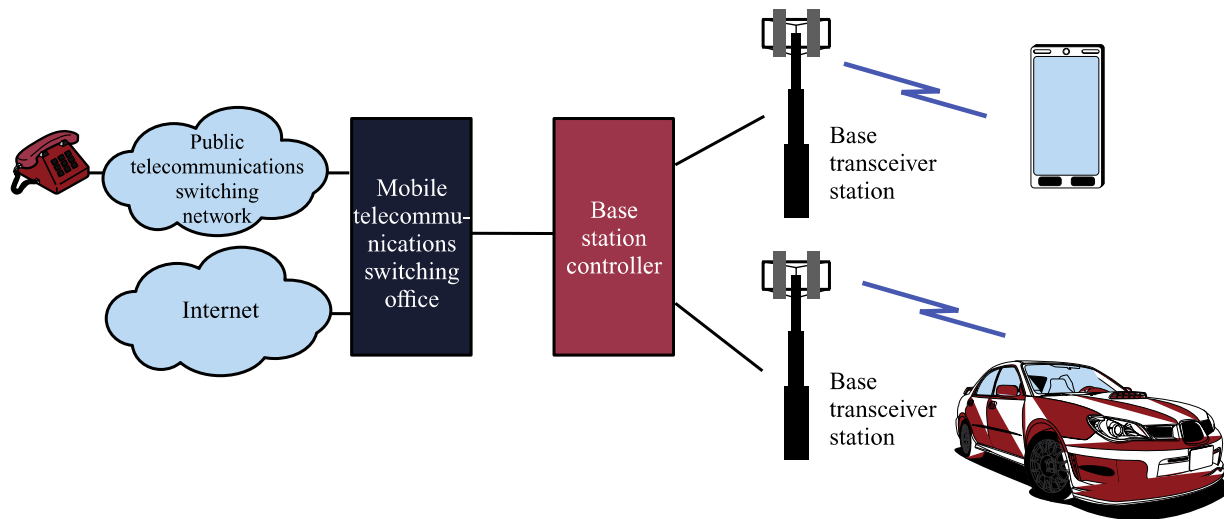 Public
telecommunications
switching
network
Internet
Mobile
telecommu-
nications
switching
office
Base
station
controller
Base
transceiver
station
Base
transceiver
station